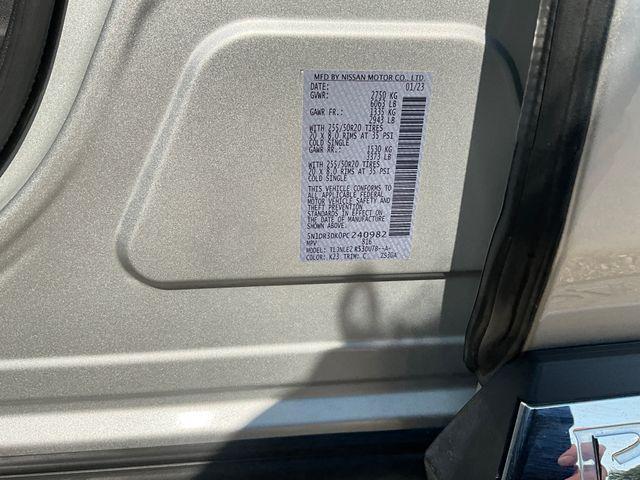 MFD BY NISSAN MOTOR CO., LTD
DATE: 01/23
GVWR: 2750 KG
6063 LB
GAWR FR.: 1335 KG
2943 LB
WITH 255/50R20 TIRES
20 X 8.0 RIMS AT 35 PSI
COLD SINGLE
GAWR RR.: 1530 KG
3373 LB
WITH 255/50R20 TIRES
20 X 8.0 RIMS AT 35 PSI
COLD SINGLE
THIS VEHICLE CONFORMS TO
ALL APPLICABLE FEDERAL
MOTOR VEHICLE SAFETY AND
THEFT PREVENTION
STANDARDS IN EFFECT ON
THE DATE OF MANUFACTURE
SHOWN ABOVE.
5N1DR3DK0PC240982
MPV 816
MODEL:
COLOR: K23 TRIM: C